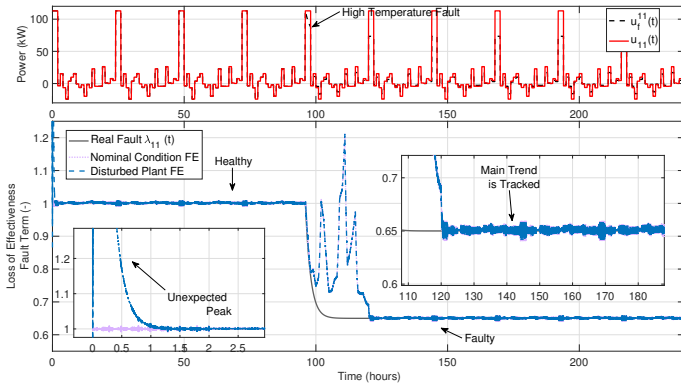 100
50
0
Power (kW)
High Temperature Fault
u_f^11(t)
u_11(t)
0
50
100
150
200
1.2
1.1
1
0.9
0.8
0.7
0.6
Loss of Effectiveness
Fault Term (-)
Real Fault λ_11 (t)
Nominal Condition FE
Disturbed Plant FE
Healthy
1.2
1.1
1
Unexpected
Peak
0
0.5
1
1.5
2
2.5
0.7
0.65
0.6
Main Trend
is Tracked
110
120
130
140
150
160
170
180
Faulty
0
50
100
150
200
Time (hours)